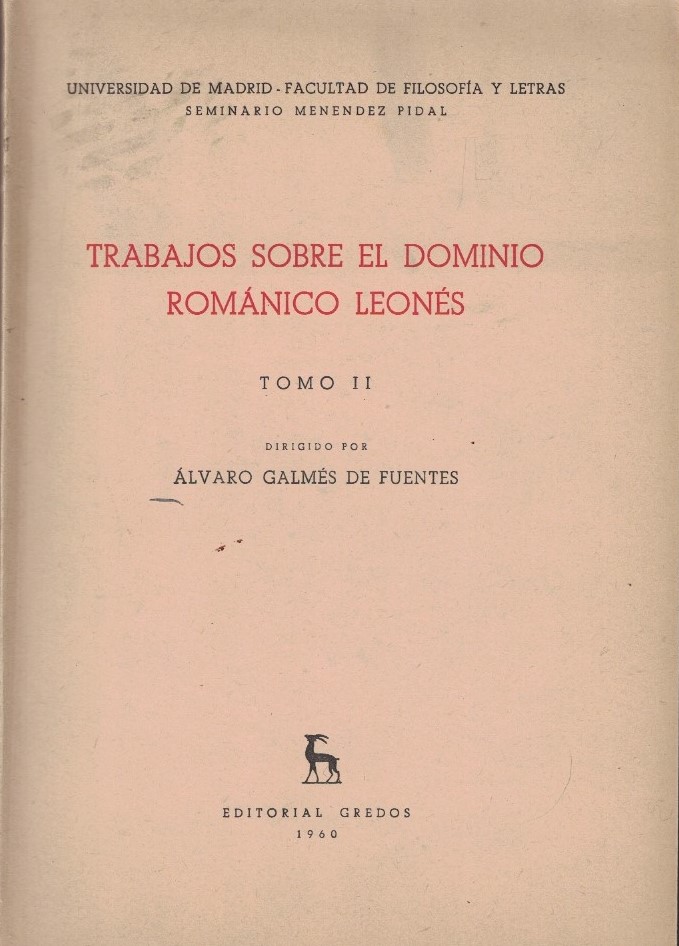 UNIVERSIDAD DE MADRID - FACULTAD DE FILOSOFÍA Y LETRAS
SEMINARIO MENENDEZ PIDAL
TRABAJOS SOBRE EL DOMINIO
ROMÁNICO LEONÉS
TOMO II
DIRIGIDO POR
ÁLVARO GALMÉS DE FUENTES
EDITORIAL GREDOS
1960